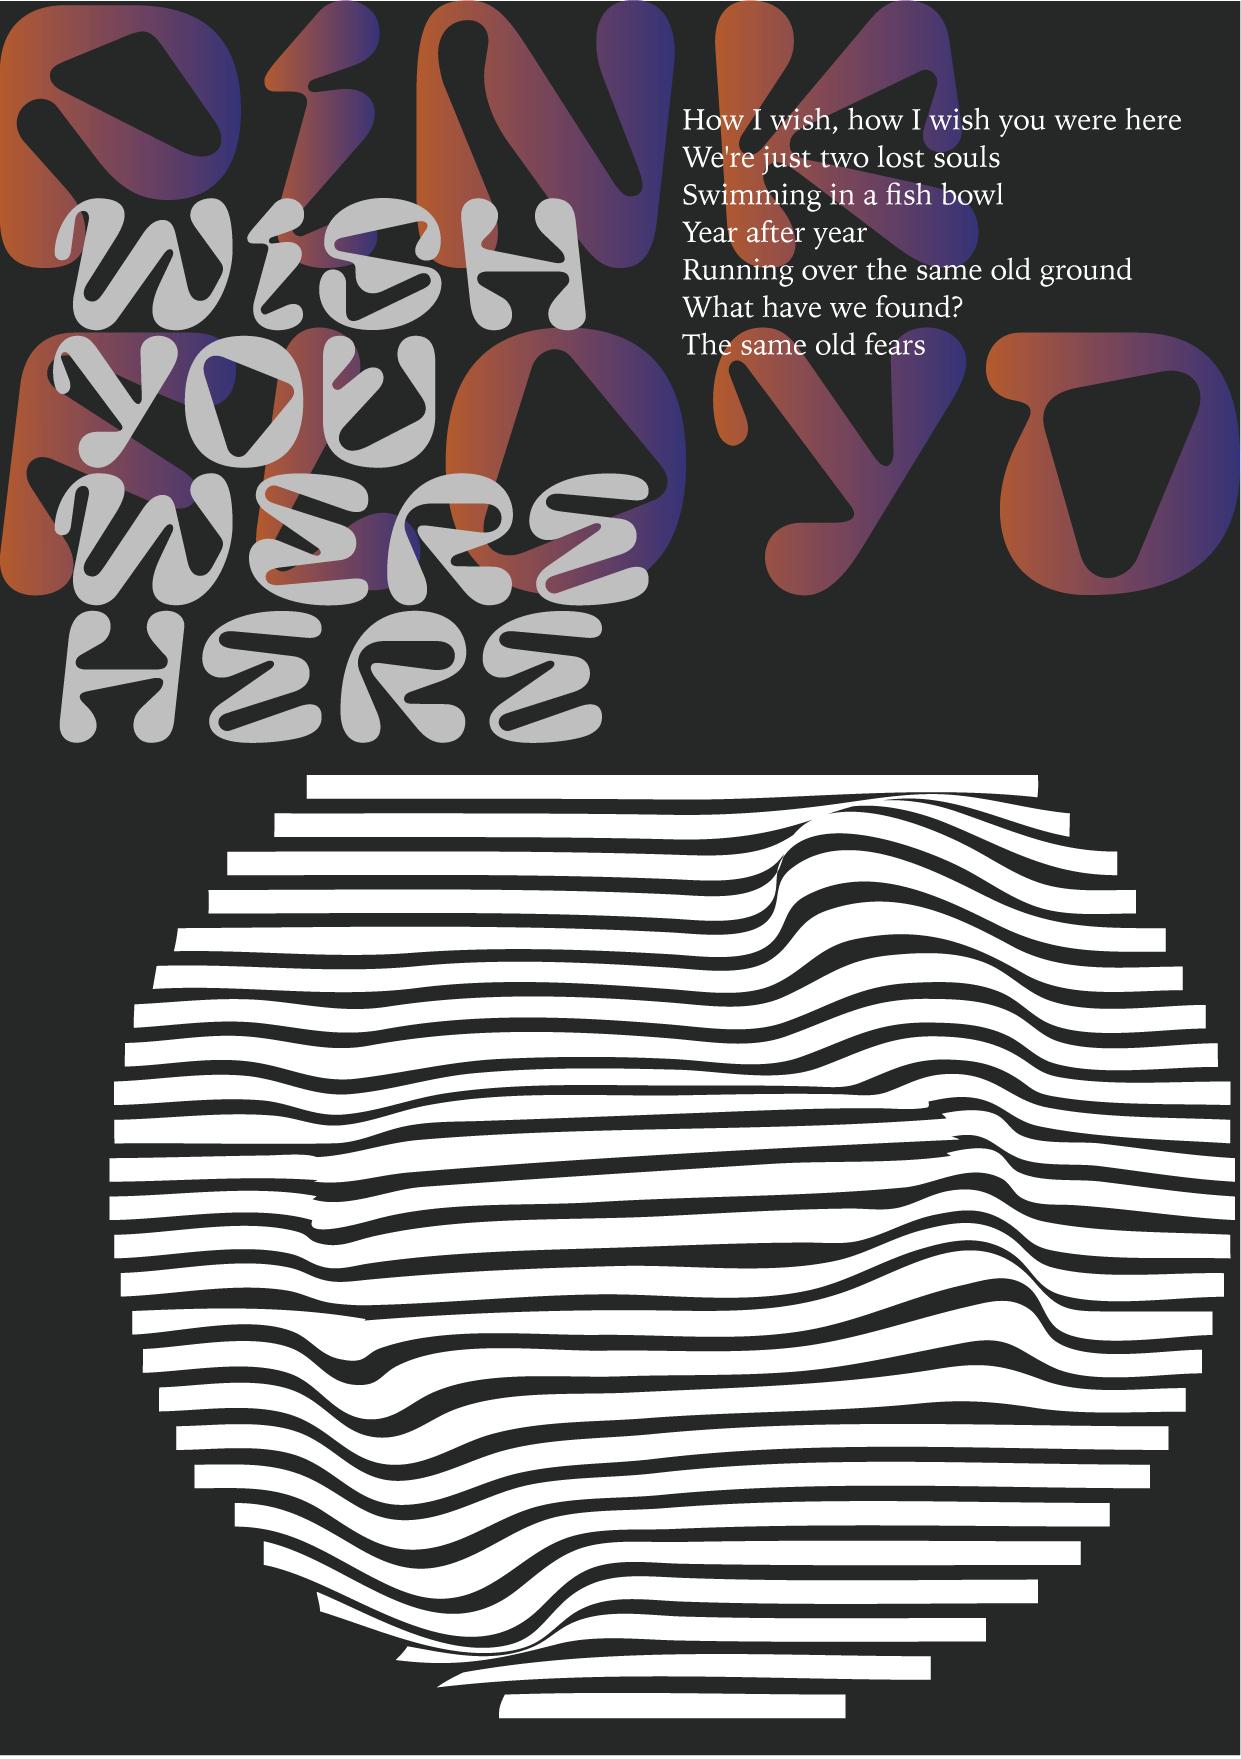 PiNK
FLOYD
WiSH
YOU
WERE
HERE
How I wish, how I wish you were here
We're just two lost souls
Swimming in a fish bowl
Year after year
Running over the same old ground
What have we found?
The same old fears